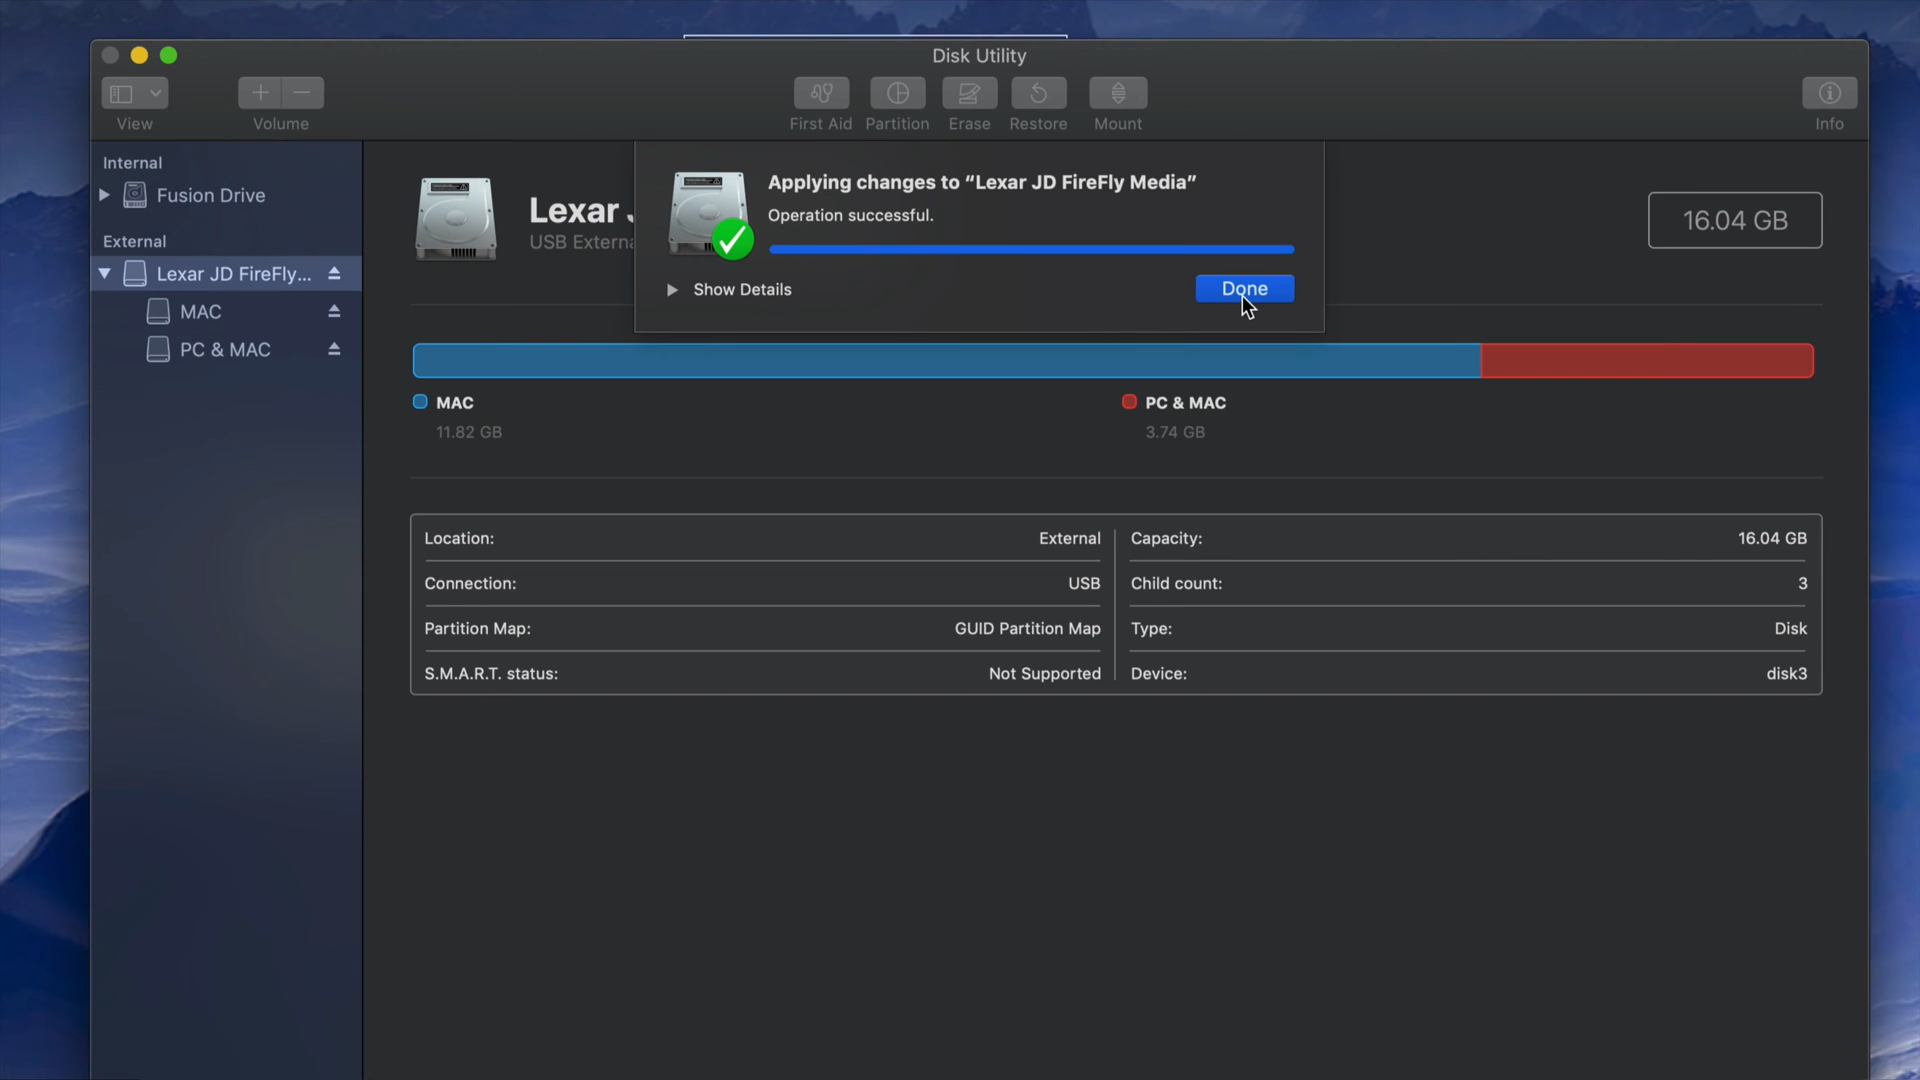 Disk Utility
View
Volume
First Aid
Partition
Erase
Restore
Mount
Info
Internal
Fusion Drive
External
Lexar JD FireFly...
MAC
PC & MAC
Lexar
USB Externa
Applying changes to “Lexar JD FireFly Media”
Operation successful.
Show Details
Done
16.04 GB
MAC
11.82 GB
PC & MAC
3.74 GB
Location: External
Connection: USB
Partition Map: GUID Partition Map
S.M.A.R.T. status: Not Supported
Capacity: 16.04 GB
Child count: 3
Type: Disk
Device: disk3